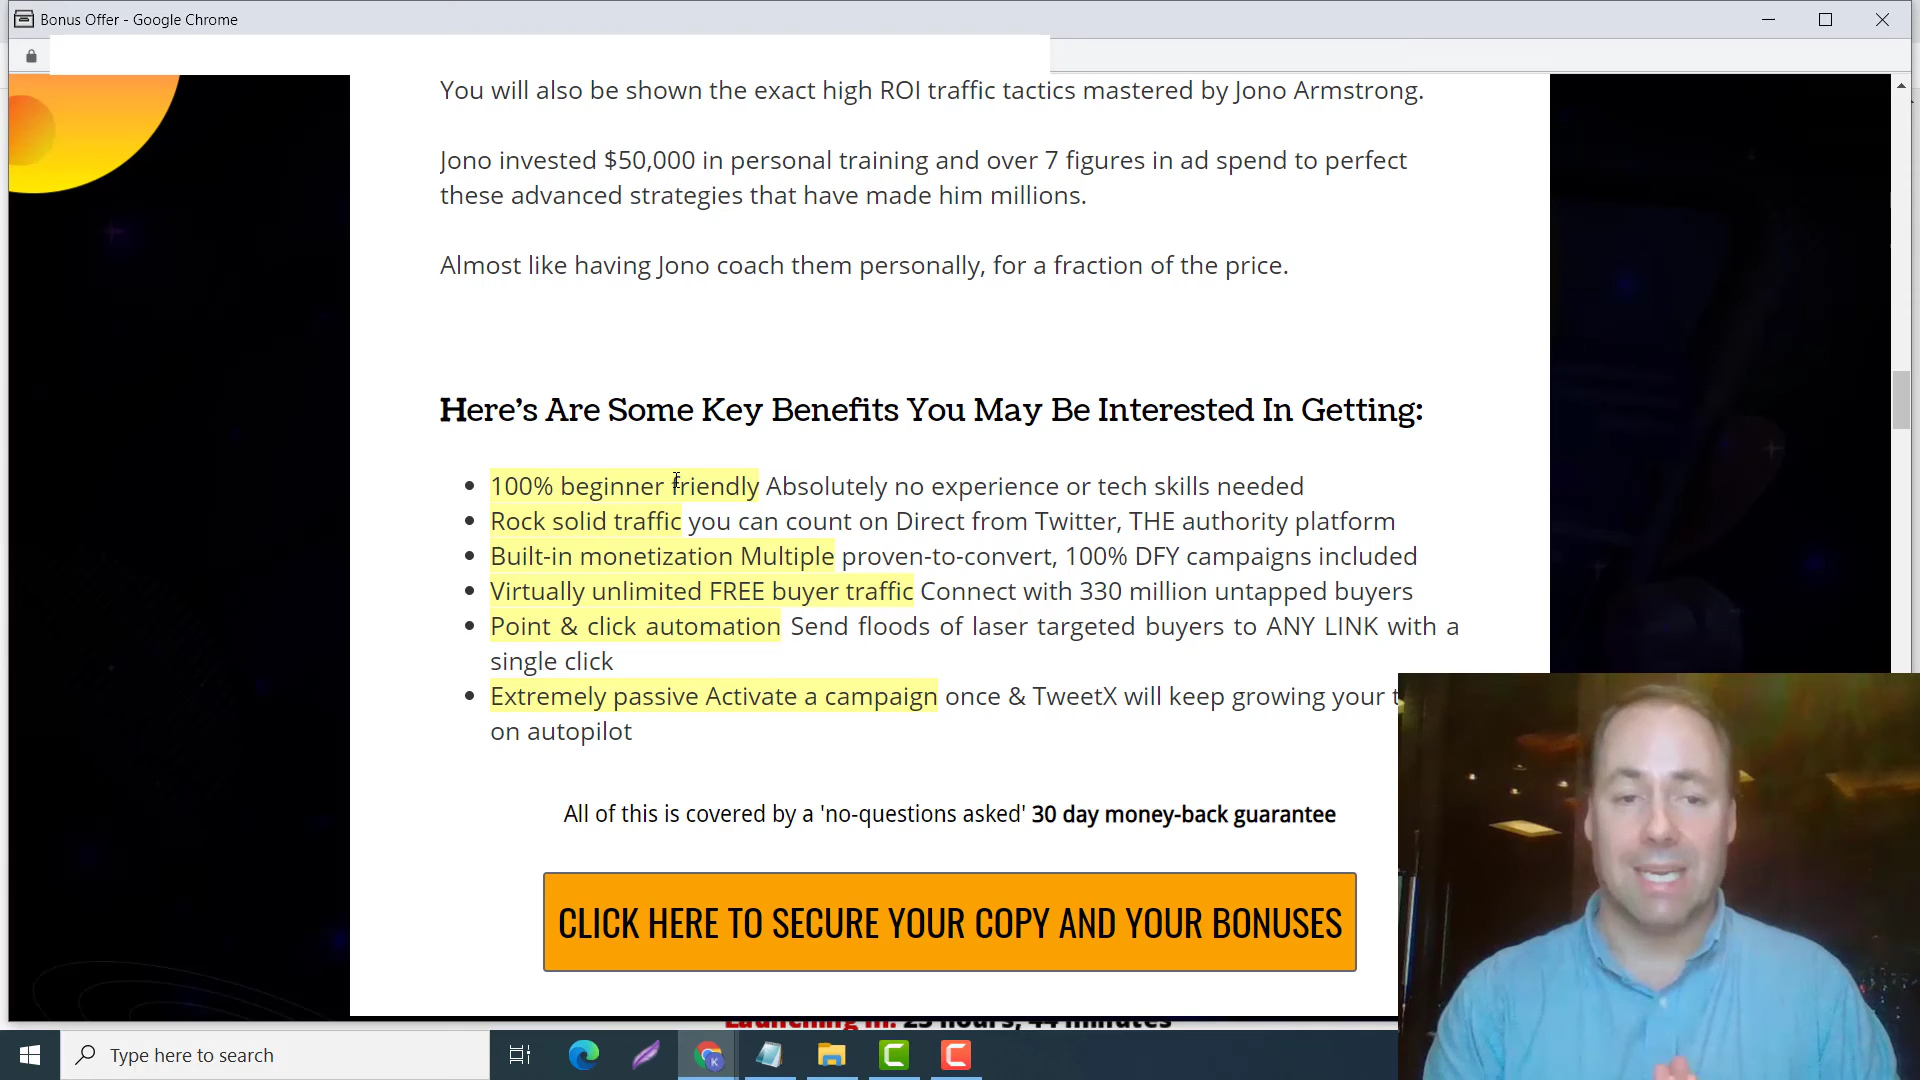 Bonus Offer - Google Chrome
You will also be shown the exact high ROI traffic tactics mastered by Jono Armstrong.
Jono invested $50,000 in personal training and over 7 figures in ad spend to perfect
these advanced strategies that have made him millions.
Almost like having Jono coach them personally, for a fraction of the price.
Here's Are Some Key Benefits You May Be Interested In Getting:
100% beginner friendly Absolutely no experience or tech skills needed
Rock solid traffic you can count on Direct from Twitter, THE authority platform
Built-in monetization Multiple proven-to-convert, 100% DFY campaigns included
Virtually unlimited FREE buyer traffic Connect with 330 million untapped buyers
Point & click automation Send floods of laser targeted buyers to ANY LINK with a
single click
Extremely passive Activate a campaign once & TweetX will keep growing your
on autopilot
All of this is covered by a 'no-questions asked' 30 day money-back guarantee
CLICK HERE TO SECURE YOUR COPY AND YOUR BONUSES
Launching in: 23 hours, 44 minutes
Type here to search
K